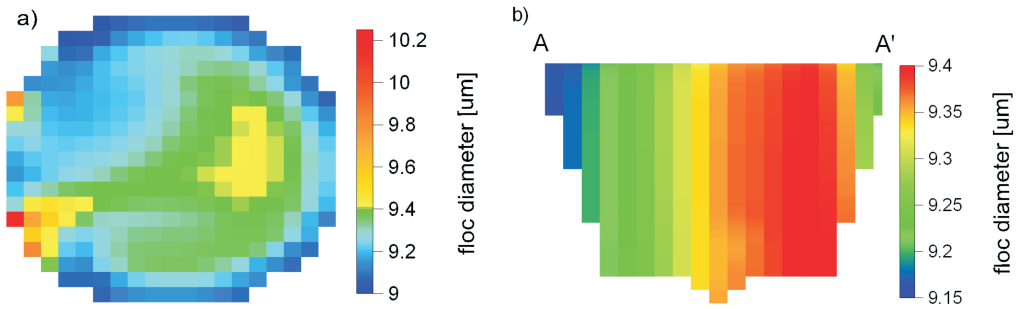 a)
10.2
10
9.8
9.6
9.4
9.2
9
floc diameter [um]
b)
A
A'
9.4
9.35
9.3
9.25
9.2
9.15
floc diameter [um]